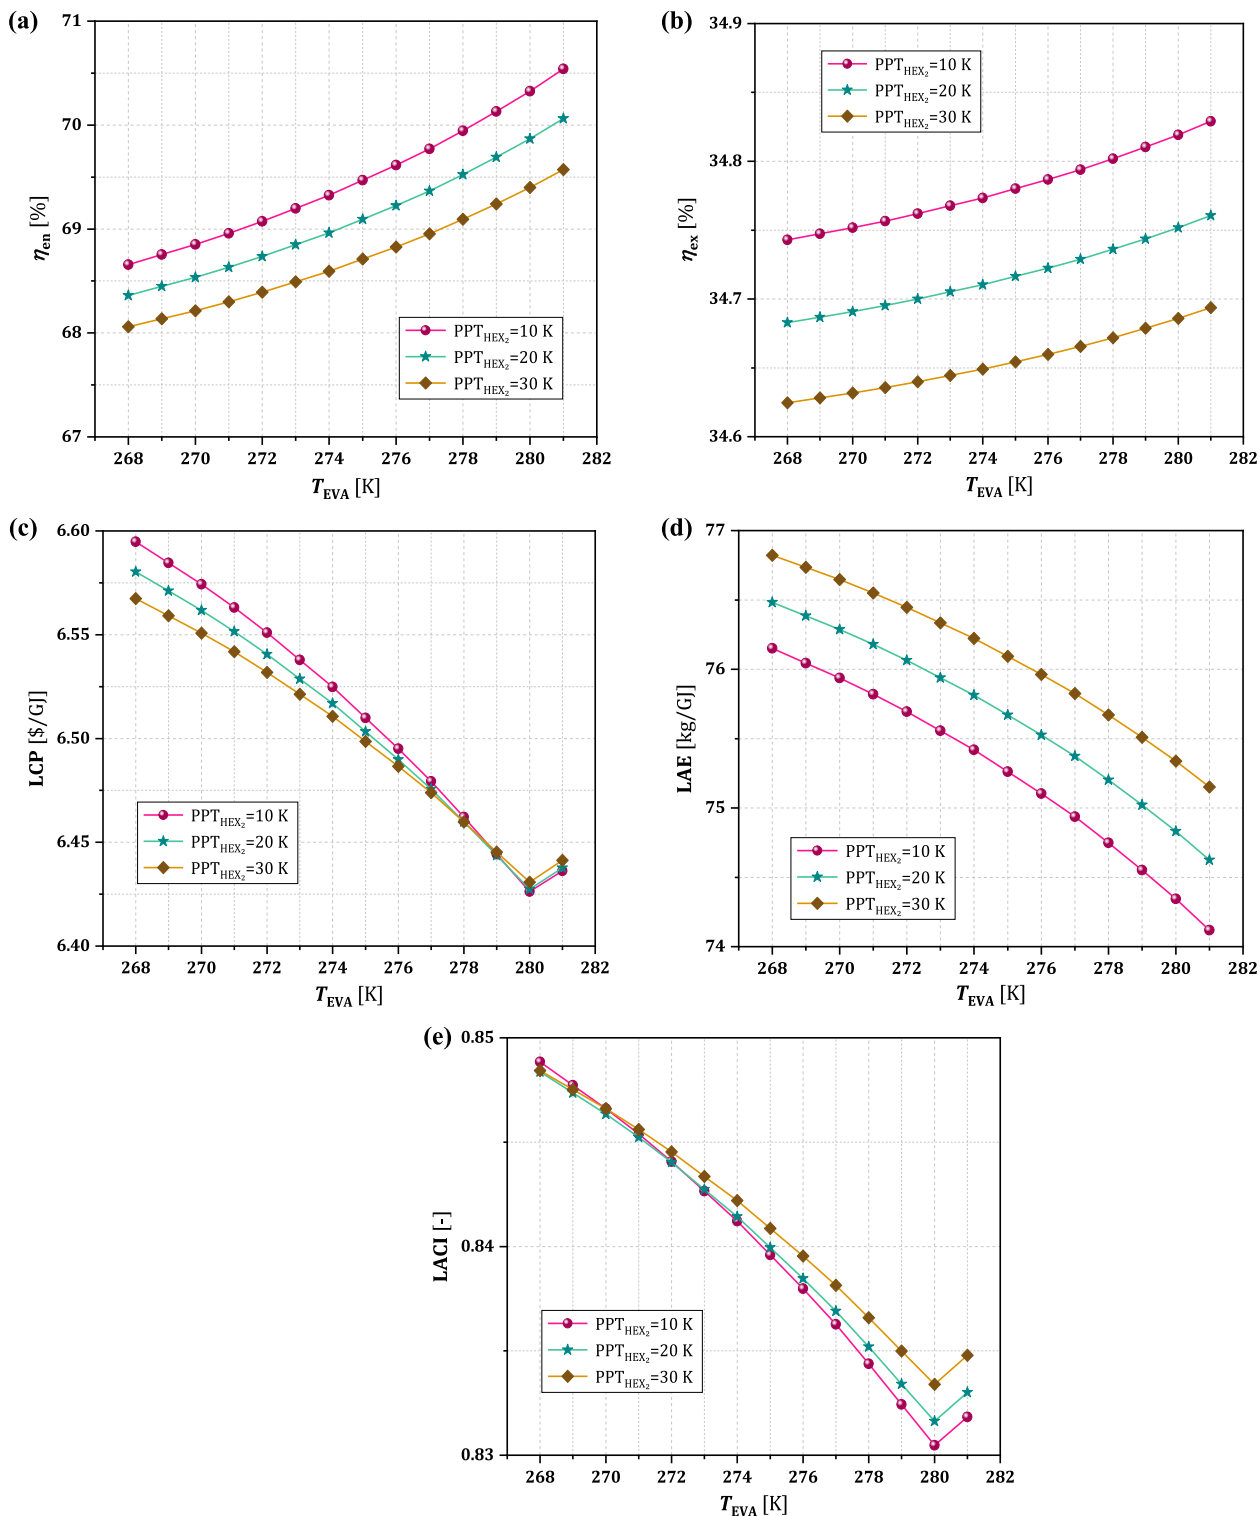 (a)
71
70
69
68
67
η_en [%]
PPT_HEX₂=10 K
PPT_HEX₂=20 K
PPT_HEX₂=30 K
268 270 272 274 276 278 280 282
T_EVA [K]
(b)
34.9
34.8
34.7
34.6
η_ex [%]
PPT_HEX₂=10 K
PPT_HEX₂=20 K
PPT_HEX₂=30 K
268 270 272 274 276 278 280 282
T_EVA [K]
(c)
6.60
6.55
6.50
6.45
6.40
LCP [$/GJ]
PPT_HEX₂=10 K
PPT_HEX₂=20 K
PPT_HEX₂=30 K
268 270 272 274 276 278 280 282
T_EVA [K]
(d)
77
76
75
74
LAE [kg/GJ]
PPT_HEX₂=10 K
PPT_HEX₂=20 K
PPT_HEX₂=30 K
268 270 272 274 276 278 280 282
T_EVA [K]
(e)
0.85
0.84
0.83
LACI [-]
PPT_HEX₂=10 K
PPT_HEX₂=20 K
PPT_HEX₂=30 K
268 270 272 274 276 278 280 282
T_EVA [K]